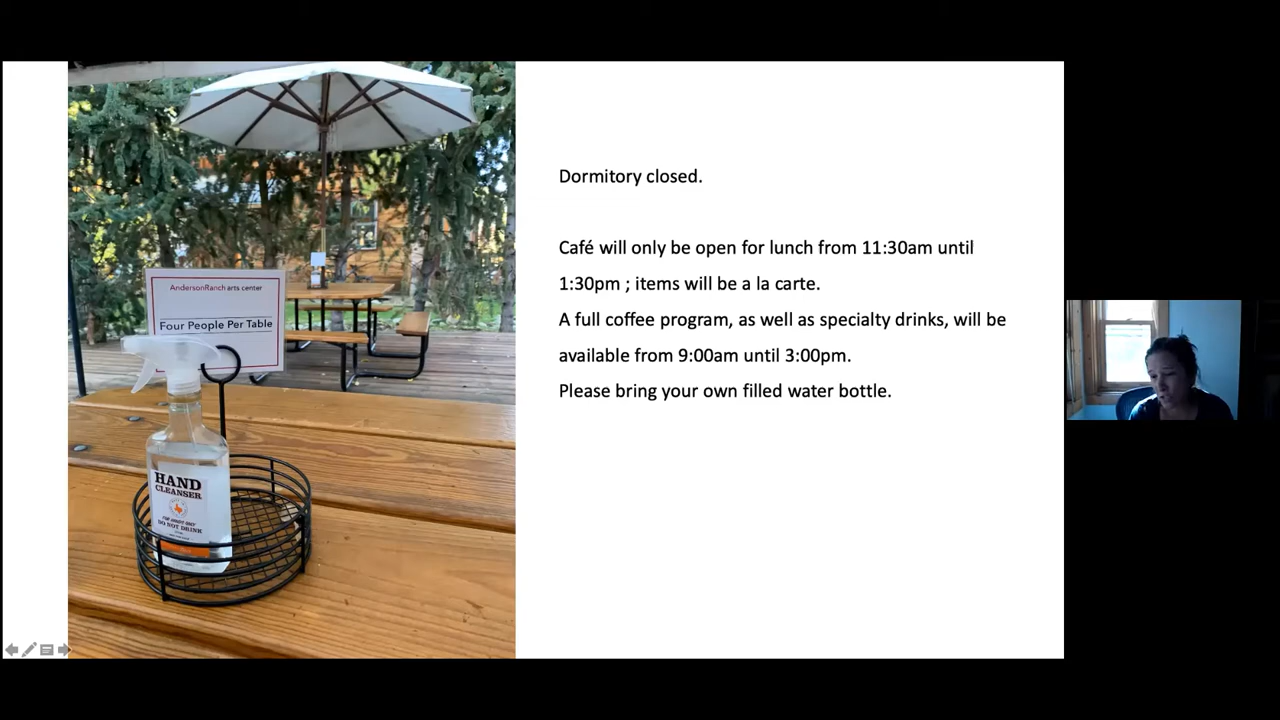 AndersonRanch arts center
Four People Per Table
HAND
CLEANSER
DO NOT DRINK
Dormitory closed.
Café will only be open for lunch from 11:30am until
1:30pm ; items will be a la carte.
A full coffee program, as well as specialty drinks, will be
available from 9:00am until 3:00pm.
Please bring your own filled water bottle.